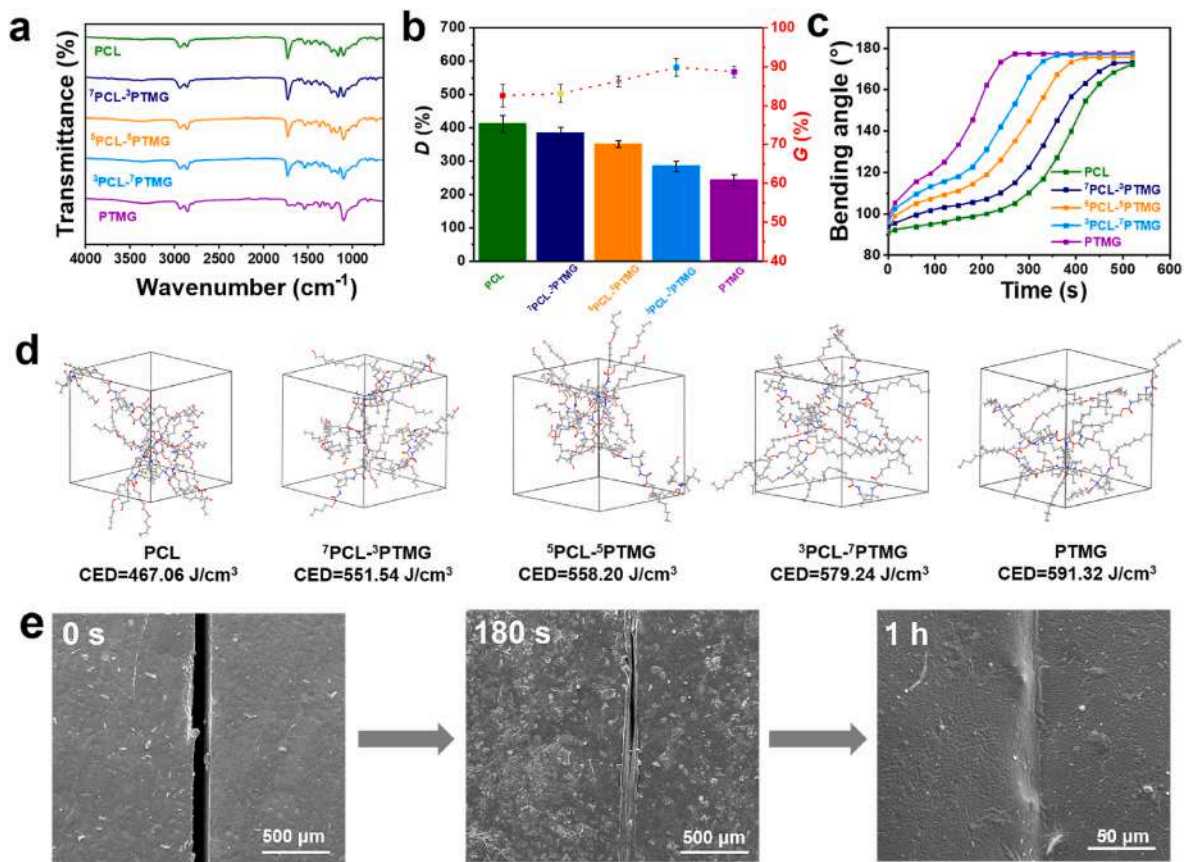 a
Transmittance (%)
PCL
⁷PCL-³PTMG
⁵PCL-⁵PTMG
³PCL-⁷PTMG
PTMG
4000 3500 3000 2500 2000 1500 1000
Wavenumber (cm⁻¹)
b
D (%)
700
600
500
400
300
200
100
0
100
90
80
70
60
50
40
G (%)
PCL
⁷PCL-³PTMG
⁵PCL-⁵PTMG
³PCL-⁷PTMG
PTMG
c
Bending angle (°)
180
160
140
120
100
80
PCL
⁷PCL-³PTMG
⁵PCL-⁵PTMG
³PCL-⁷PTMG
PTMG
0 100 200 300 400 500 600
Time (s)
d
PCL
CED=467.06 J/cm³
⁷PCL-³PTMG
CED=551.54 J/cm³
⁵PCL-⁵PTMG
CED=558.20 J/cm³
³PCL-⁷PTMG
CED=579.24 J/cm³
PTMG
CED=591.32 J/cm³
e
0 s
500 μm
180 s
500 μm
1 h
50 μm